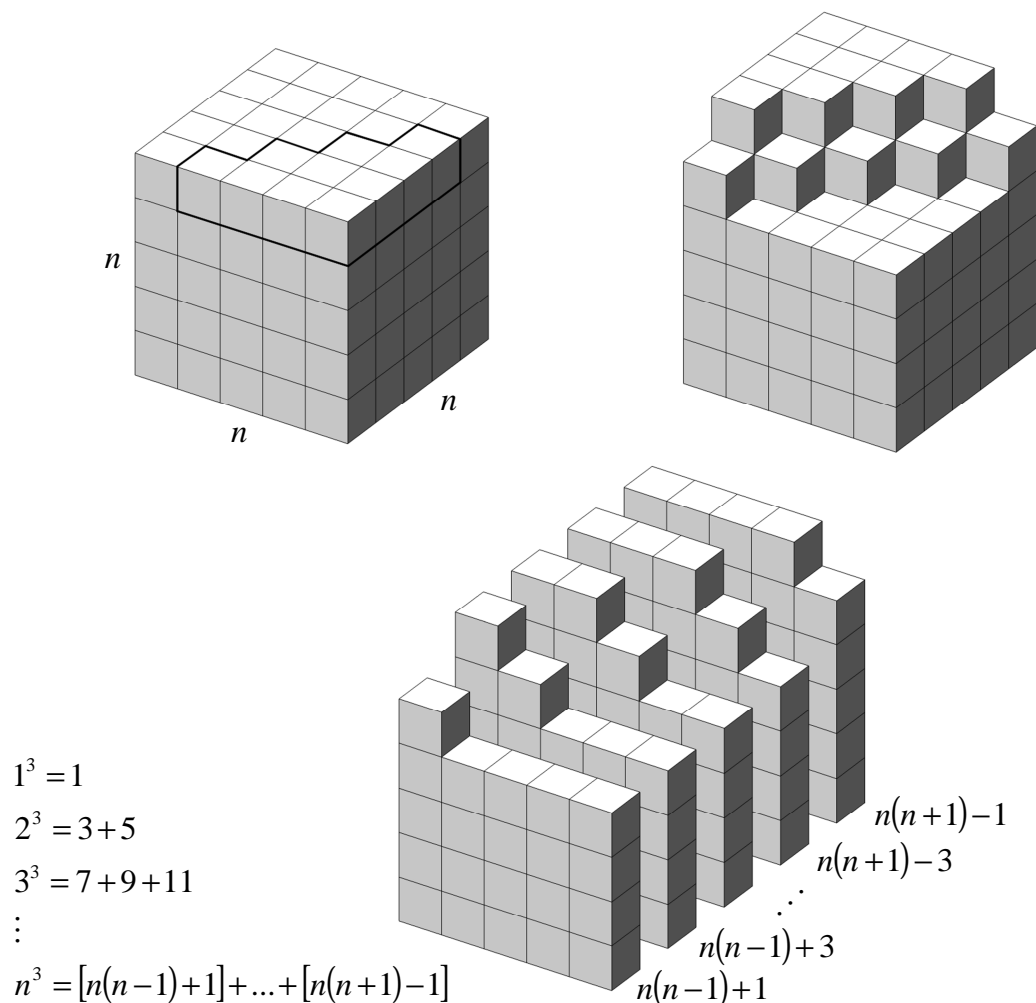 n
n
n
1³ = 1
2³ = 3 + 5
3³ = 7 + 9 + 11
⋮
n³ = [n(n−1)+1]+...+[n(n+1)−1]
n(n+1)−1
n(n+1)−3
⋰
n(n−1)+3
n(n−1)+1